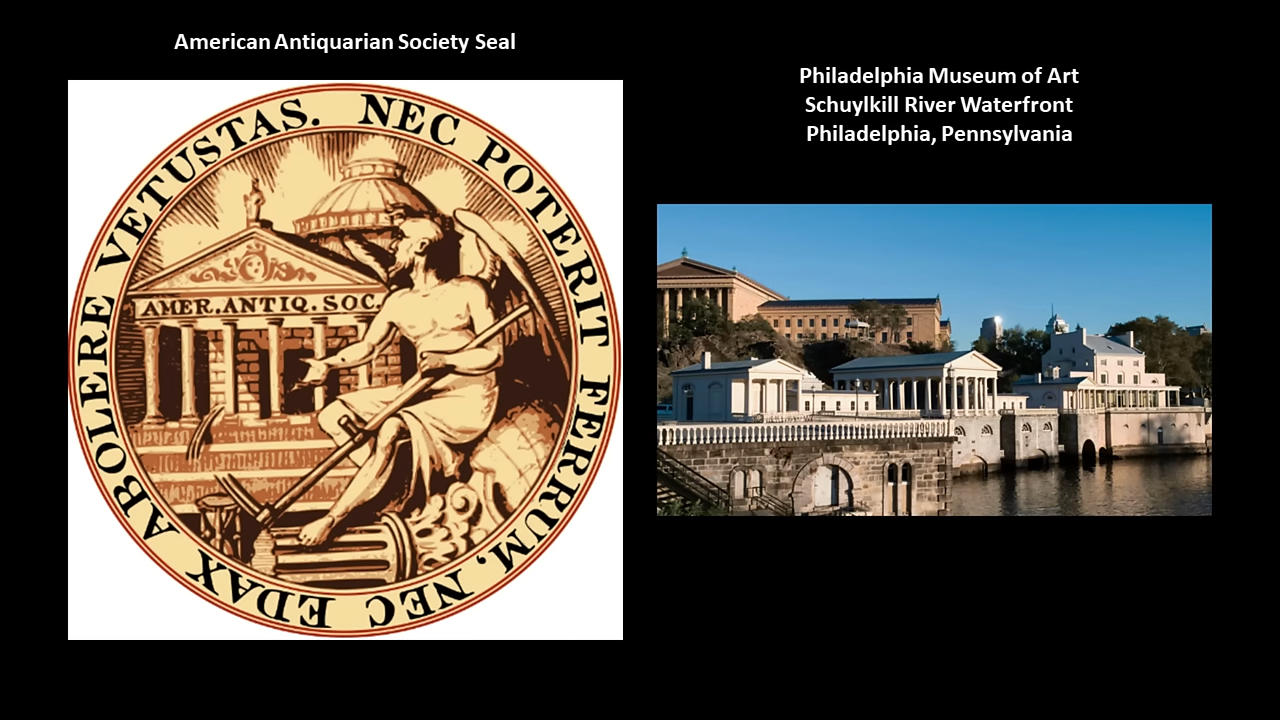 American Antiquarian Society Seal
NEC POTERIT FERRUM, NEC EDAX ABOLERE VETUSTAS.
AMER. ANTIQ. SOC.
Philadelphia Museum of Art
Schuylkill River Waterfront
Philadelphia, Pennsylvania